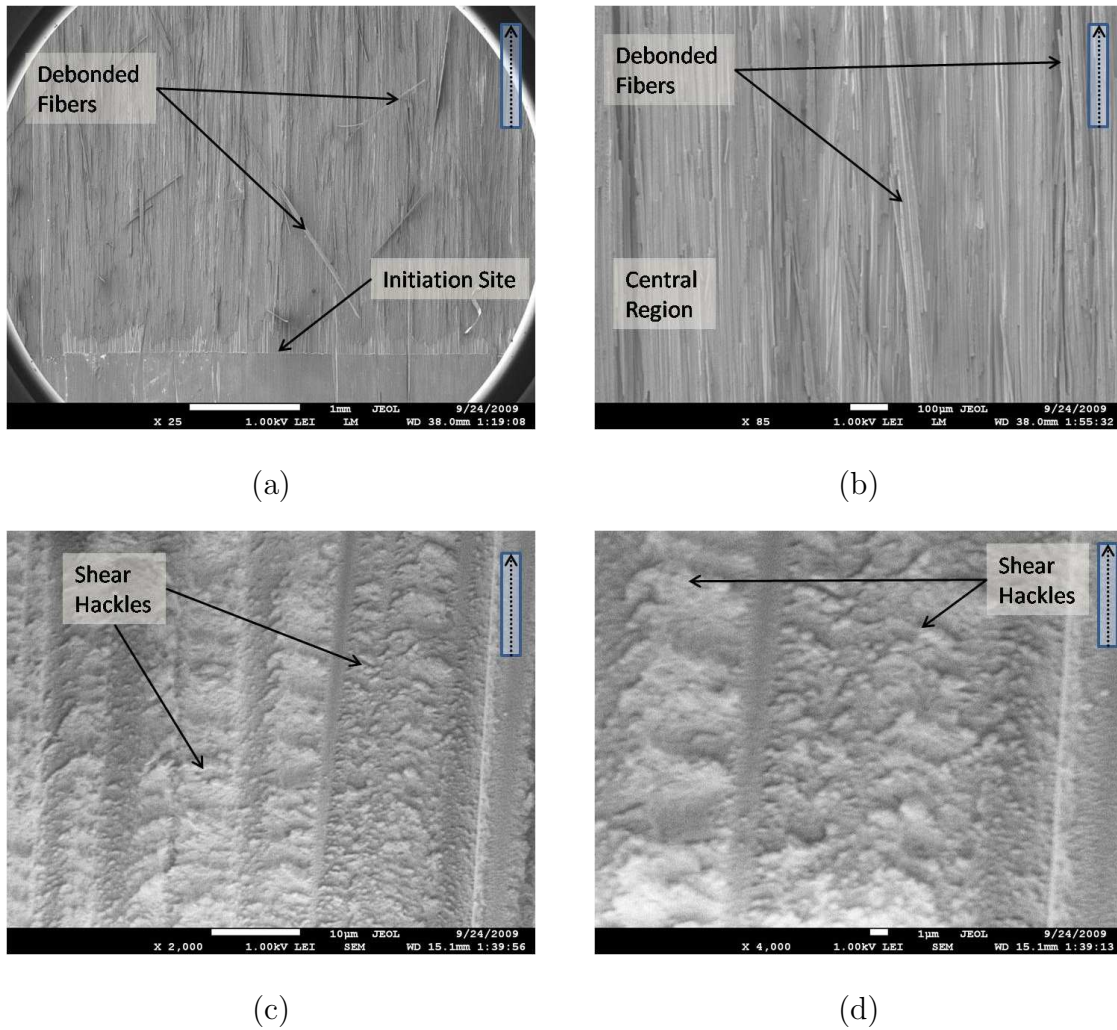 Debonded
Fibers
Initiation Site
X 25 1.00kV LEI LM 1mm JEOL WD 38.0mm 9/24/2009 1:19:08
(a)
Debonded
Fibers
Central
Region
X 85 1.00kV LEI LM 100µm JEOL WD 38.0mm 9/24/2009 1:55:32
(b)
Shear
Hackles
X 2,000 1.00kV LEI SEM 10µm JEOL WD 15.1mm 9/24/2009 1:39:56
(c)
Shear
Hackles
X 4,000 1.00kV LEI SEM 1µm JEOL WD 15.1mm 9/24/2009 1:39:13
(d)